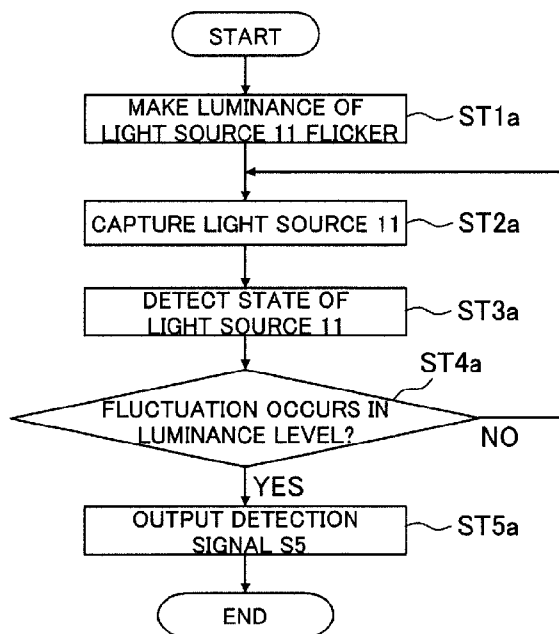 START
MAKE LUMINANCE OF
LIGHT SOURCE 11 FLICKER
ST1a
CAPTURE LIGHT SOURCE 11
ST2a
DETECT STATE OF
LIGHT SOURCE 11
ST3a
ST4a
FLUCTUATION OCCURS IN
LUMINANCE LEVEL?
NO
YES
OUTPUT DETECTION
SIGNAL S5
ST5a
END